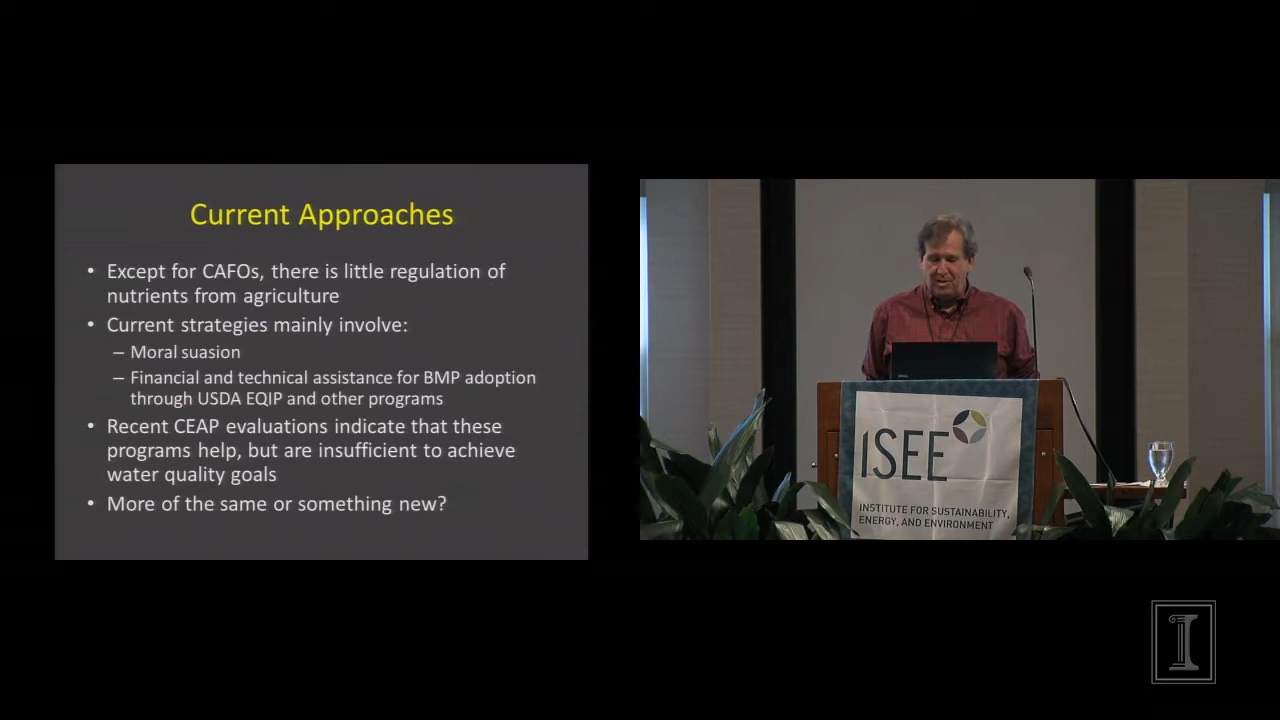 Current Approaches
• Except for CAFOs, there is little regulation of
nutrients from agriculture
• Current strategies mainly involve:
– Moral suasion
– Financial and technical assistance for BMP adoption
through USDA EQIP and other programs
• Recent CEAP evaluations indicate that these
programs help, but are insufficient to achieve
water quality goals
• More of the same or something new?
ISEE
INSTITUTE FOR SUSTAINABILITY,
ENERGY, AND ENVIRONMENT
I